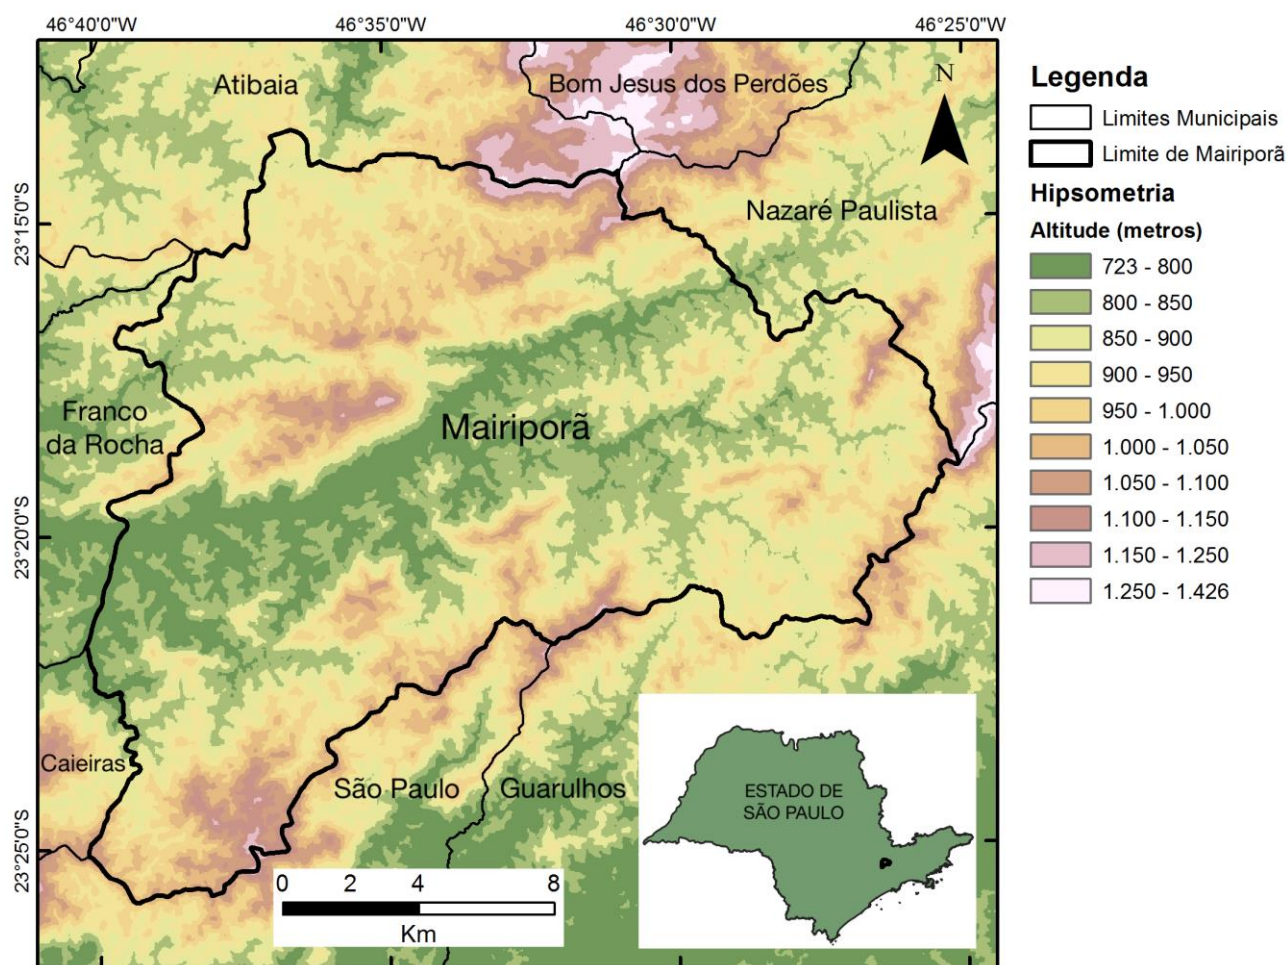 46°40'0"W
46°35'0"W
46°30'0"W
46°25'0"W
Atibaia
Bom Jesus dos Perdões
N
Nazaré Paulista
23°15'0"S
Franco
da Rocha
Mairiporã
23°20'0"S
Caieiras
São Paulo
Guarulhos
23°25'0"S
0 2 4 8
Km
ESTADO DE
SÃO PAULO
Legenda
Limites Municipais
Limite de Mairiporã
Hipsometria
Altitude (metros)
723 - 800
800 - 850
850 - 900
900 - 950
950 - 1.000
1.000 - 1.050
1.050 - 1.100
1.100 - 1.150
1.150 - 1.250
1.250 - 1.426